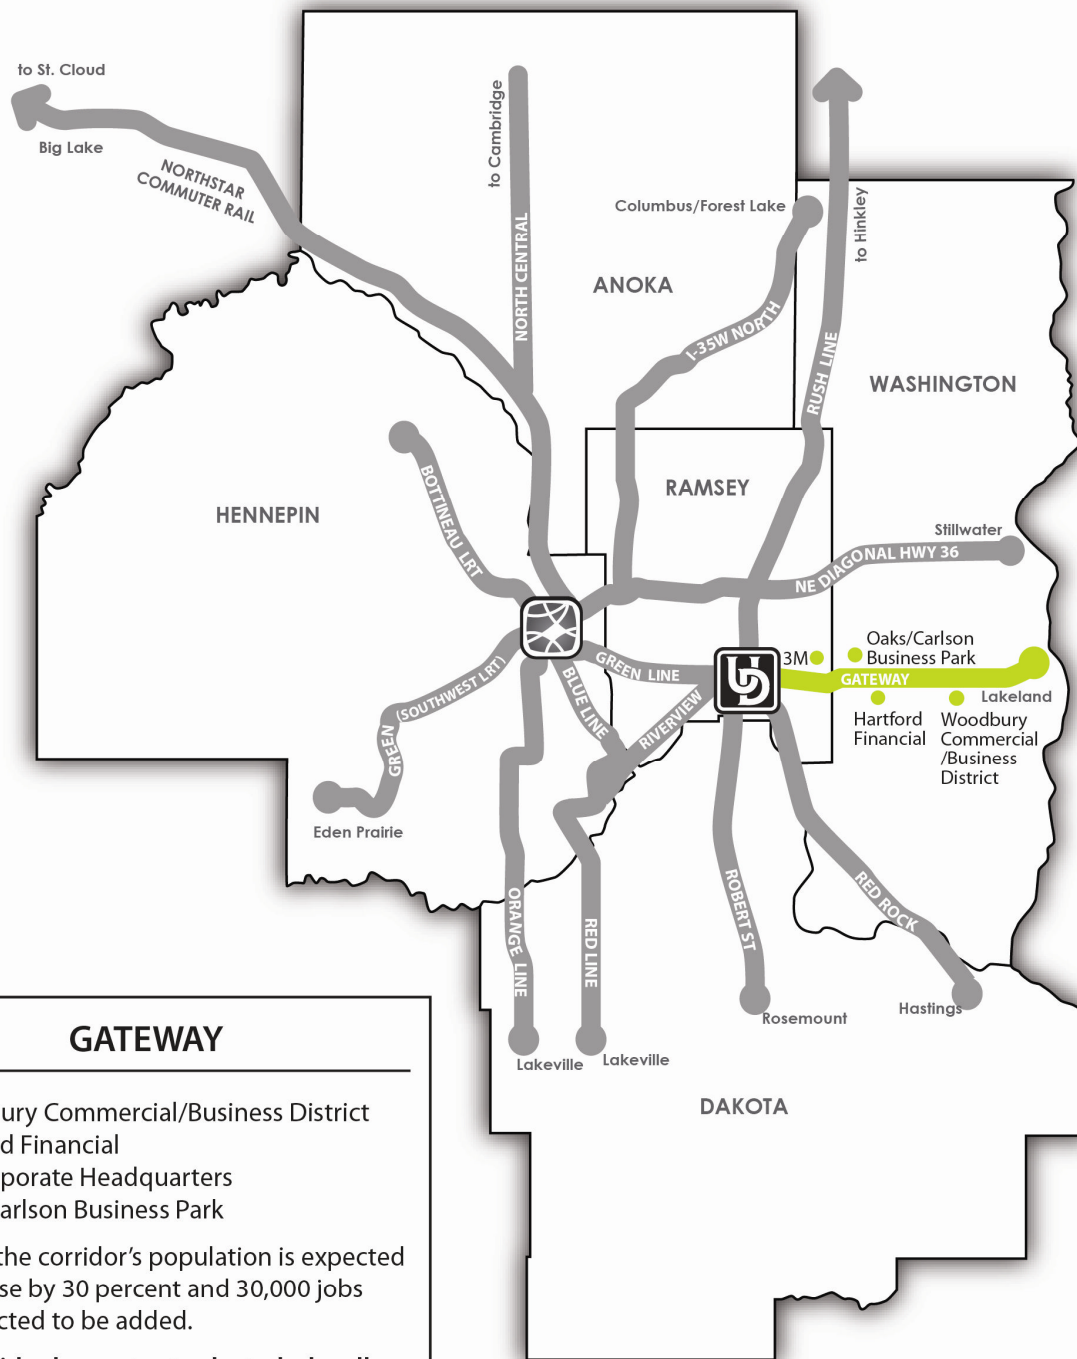 to St. Cloud
Big Lake
NORTHSTAR
COMMUTER RAIL
to Cambridge
NORTH CENTRAL
Columbus/Forest Lake
to Hinkley
ANOKA
I-35W NORTH
RUSH LINE
WASHINGTON
HENNEPIN
BOTTINEAU LRT
RAMSEY
Stillwater
NE DIAGONAL HWY 36
GREEN (SOUTHWEST LRT)
Eden Prairie
GREEN LINE
BLUE LINE
RIVERVIEW
UD
3M
Oaks/Carlson
Business Park
GATEWAY
Lakeland
Hartford
Financial
Woodbury
Commercial
/Business
District
ORANGE LINE
RED LINE
ROBERT ST
RED ROCK
Lakeville
Lakeville
Rosemount
Hastings
DAKOTA
GATEWAY
ury Commercial/Business District
d Financial
porate Headquarters
arlson Business Park
the corridor's population is expected
se by 30 percent and 30,000 jobs
cted to be added.